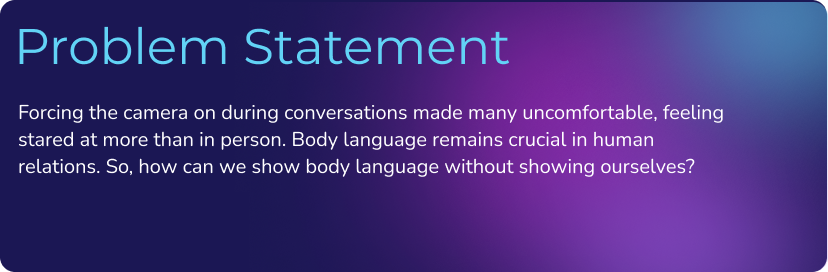 Problem Statement
Forcing the camera on during conversations made many uncomfortable, feeling
stared at more than in person. Body language remains crucial in human
relations. So, how can we show body language without showing ourselves?